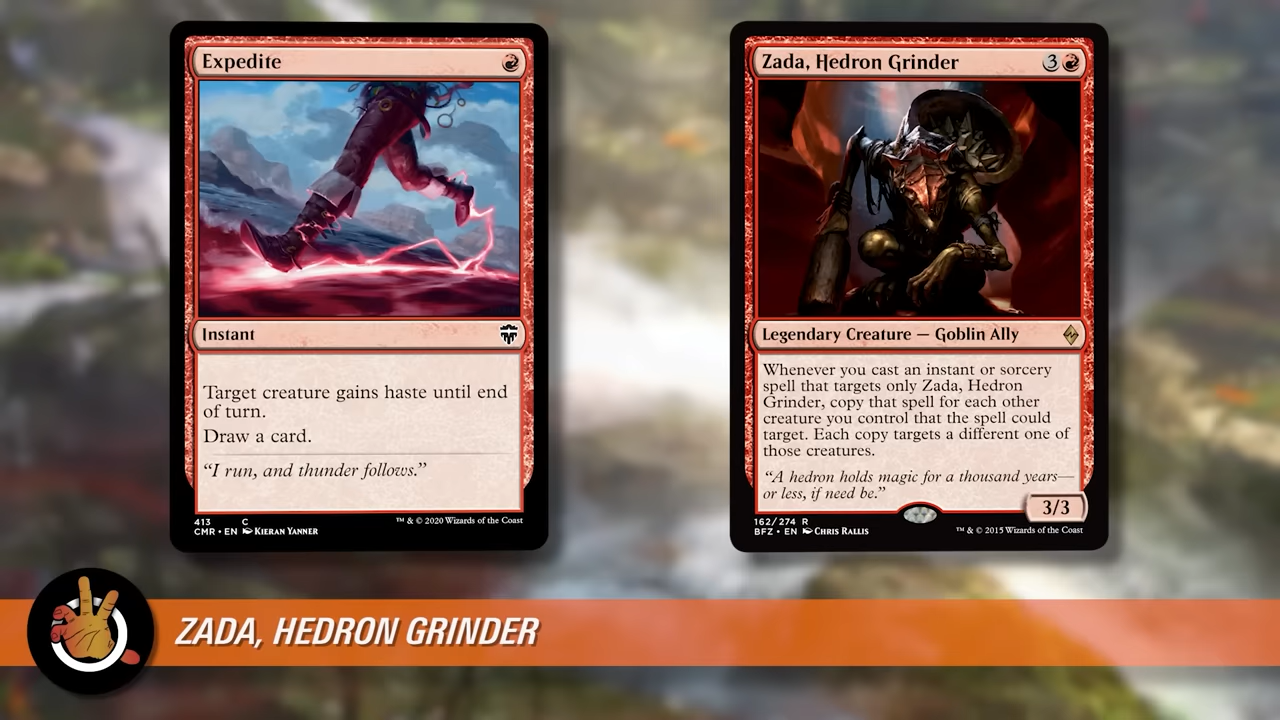 Expedite
Instant
Target creature gains haste until end
of turn.
Draw a card.
“I run, and thunder follows.”
413 C
CMR • EN KIERAN YANNER
™ & © 2020 Wizards of the Coast
Zada, Hedron Grinder 3
Legendary Creature — Goblin Ally
Whenever you cast an instant or sorcery
spell that targets only Zada, Hedron
Grinder, copy that spell for each other
creature you control that the spell could
target. Each copy targets a different one of
those creatures.
“A hedron holds magic for a thousand years—
or less, if need be.”
3/3
162/274 R
BFZ • EN CHRIS RALLIS
™ & © 2015 Wizards of the Coast
ZADA, HEDRON GRINDER